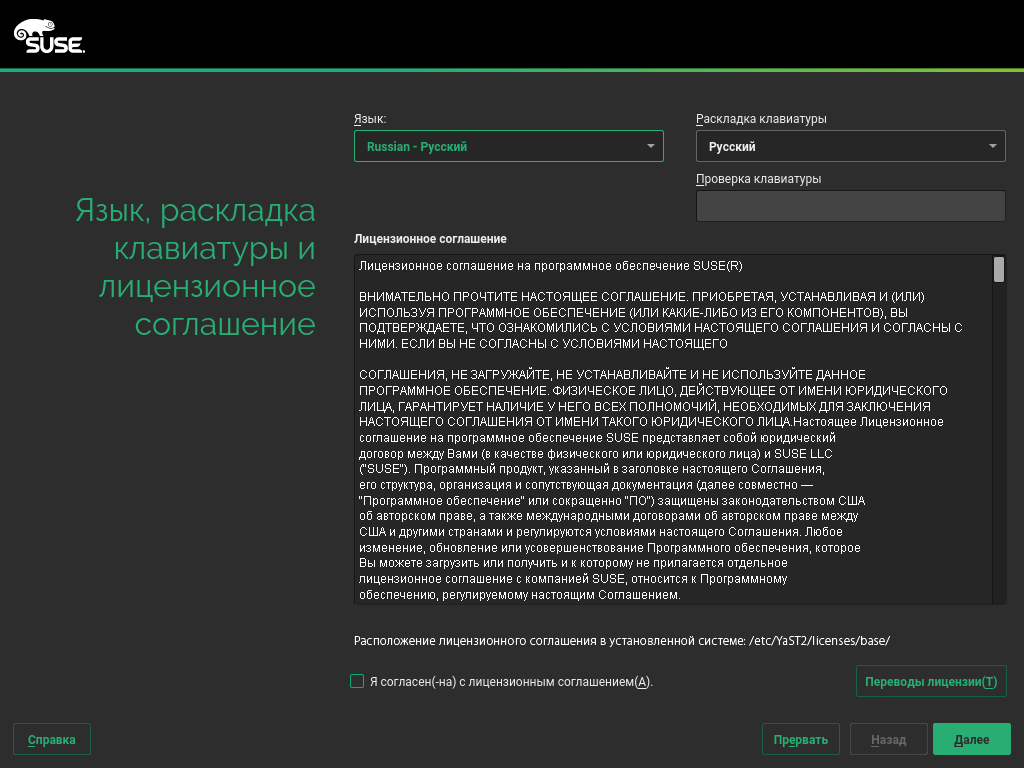 SUSE.
Язык:
Раскладка клавиатуры
Russian - Русский
Русский
Проверка клавиатуры
Язык, раскладка
клавиатуры и
лицензионное
соглашение
Лицензионное соглашение
Лицензионное соглашение на программное обеспечение SUSE(R)
ВНИМАТЕЛЬНО ПРОЧТИТЕ НАСТОЯЩЕЕ СОГЛАШЕНИЕ. ПРИОБРЕТАЯ, УСТАНАВЛИВАЯ И (ИЛИ)
ИСПОЛЬЗУЯ ПРОГРАММНОЕ ОБЕСПЕЧЕНИЕ (ИЛИ КАКИЕ-ЛИБО ИЗ ЕГО КОМПОНЕНТОВ), ВЫ
ПОДТВЕРЖДАЕТЕ, ЧТО ОЗНАКОМИЛИСЬ С УСЛОВИЯМИ НАСТОЯЩЕГО СОГЛАШЕНИЯ И СОГЛАСНЫ С
НИМИ. ЕСЛИ ВЫ НЕ СОГЛАСНЫ С УСЛОВИЯМИ НАСТОЯЩЕГО
СОГЛАШЕНИЯ, НЕ ЗАГРУЖАЙТЕ, НЕ УСТАНАВЛИВАЙТЕ И НЕ ИСПОЛЬЗУЙТЕ ДАННОЕ
ПРОГРАММНОЕ ОБЕСПЕЧЕНИЕ. ФИЗИЧЕСКОЕ ЛИЦО, ДЕЙСТВУЮЩЕЕ ОТ ИМЕНИ ЮРИДИЧЕСКОГО
ЛИЦА, ГАРАНТИРУЕТ НАЛИЧИЕ У НЕГО ВСЕХ ПОЛНОМОЧИЙ, НЕОБХОДИМЫХ ДЛЯ ЗАКЛЮЧЕНИЯ
НАСТОЯЩЕГО СОГЛАШЕНИЯ ОТ ИМЕНИ ТАКОГО ЮРИДИЧЕСКОГО ЛИЦА.Настоящее Лицензионное
соглашение на программное обеспечение SUSE представляет собой юридический
договор между Вами (в качестве физического или юридического лица) и SUSE LLC
("SUSE"). Программный продукт, указанный в заголовке настоящего Соглашения,
его структура, организация и сопутствующая документация (далее совместно —
"Программное обеспечение" или сокращенно "ПО") защищены законодательством США
об авторском праве, а также международными договорами об авторском праве между
США и другими странами и регулируются условиями настоящего Соглашения. Любое
изменение, обновление или усовершенствование Программного обеспечения, которое
Вы можете загрузить или получить и к которому не прилагается отдельное
лицензионное соглашение с компанией SUSE, относится к Программному
обеспечению, регулируемому настоящим Соглашением.
Расположение лицензионного соглашения в установленной системе: /etc/YaST2/licenses/base/
Я согласен(-на) с лицензионным соглашением(A).
Переводы лицензии(T)
Справка
Прервать
Назад
Далее